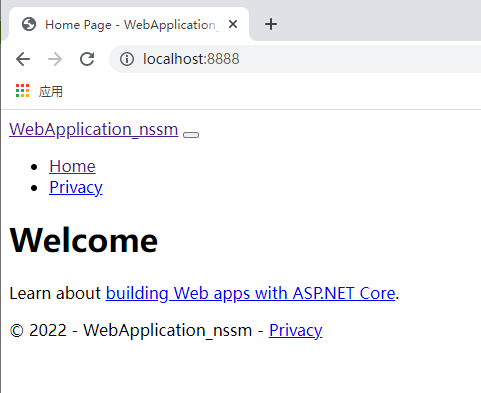 Home Page - WebApplication_nssm
localhost:8888
应用
WebApplication_nssm
Home
Privacy
Welcome
Learn about building Web apps with ASP.NET Core.
© 2022 - WebApplication_nssm - Privacy